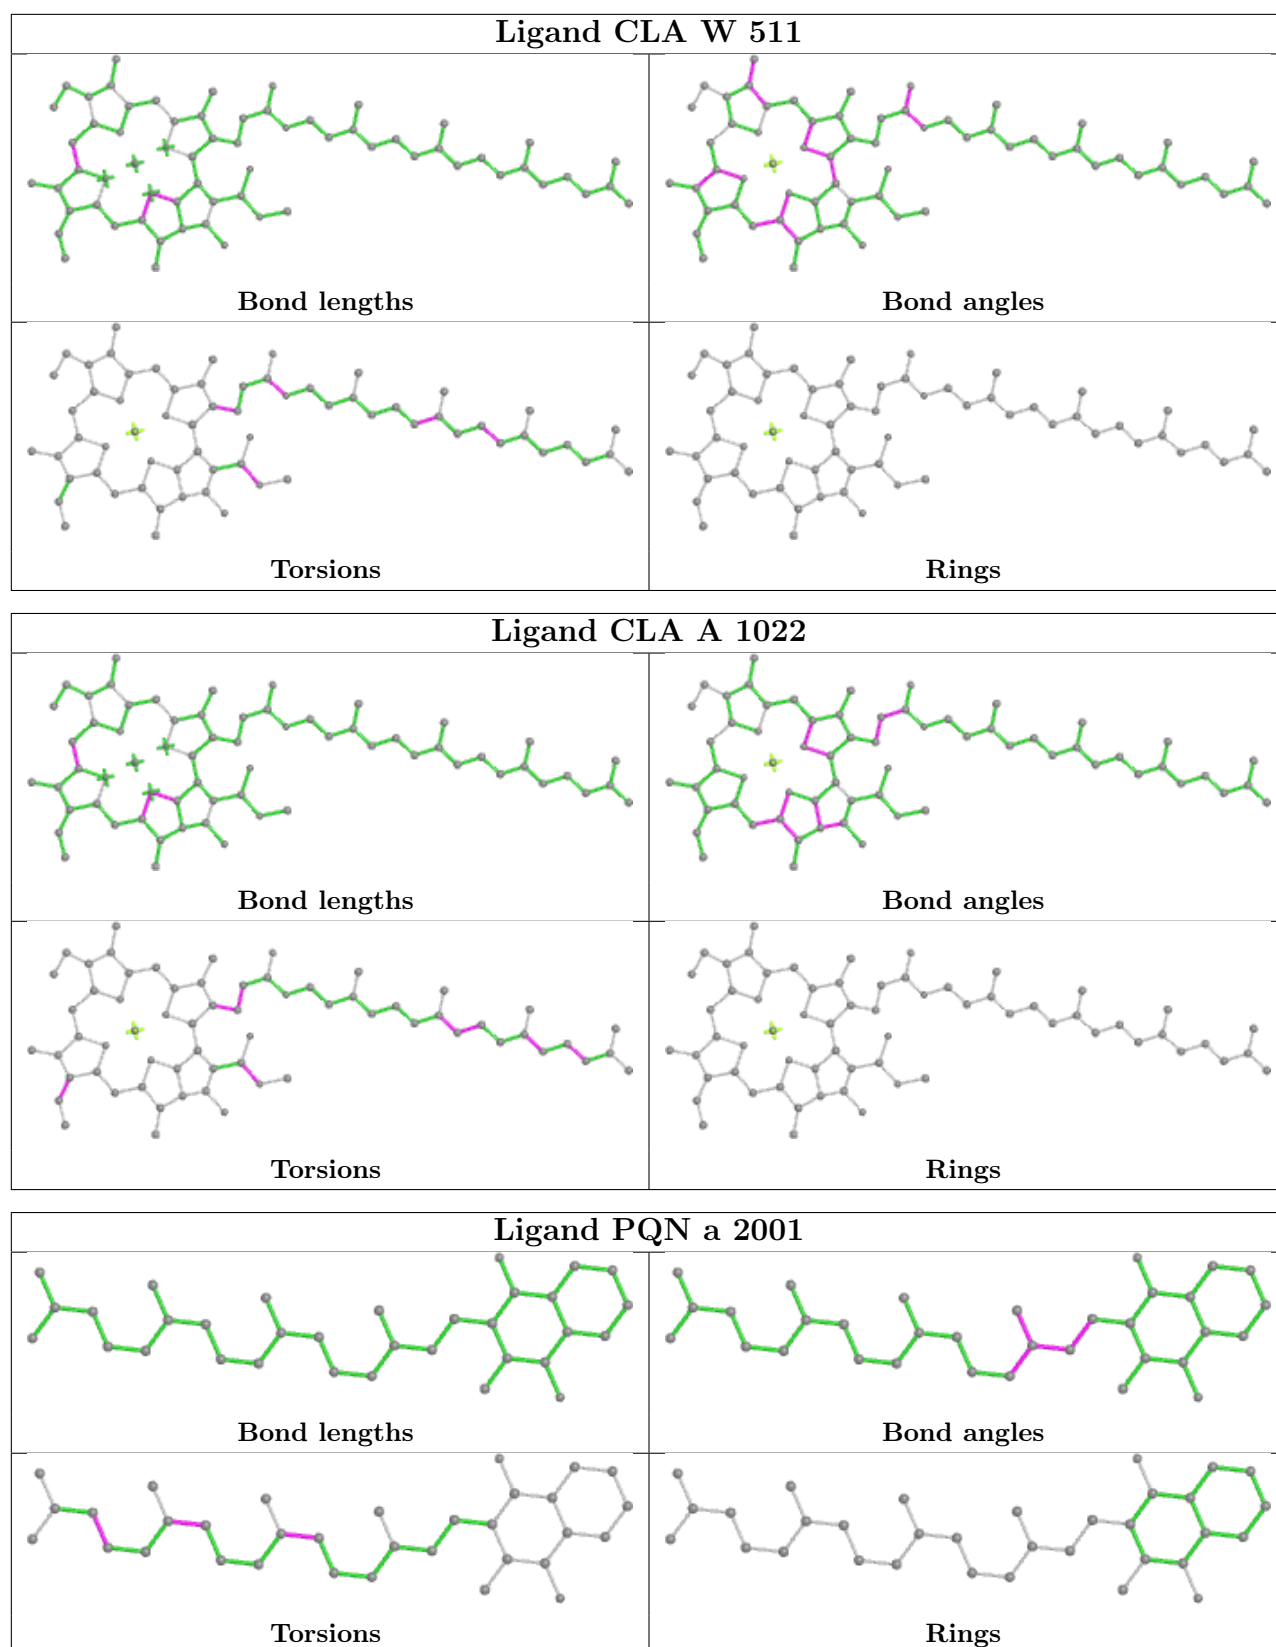 Ligand CLA W 511
Bond lengths
Bond angles
Torsions
Rings
Ligand CLA A 1022
Bond lengths
Bond angles
Torsions
Rings
Ligand PQN a 2001
Bond lengths
Bond angles
Torsions
Rings